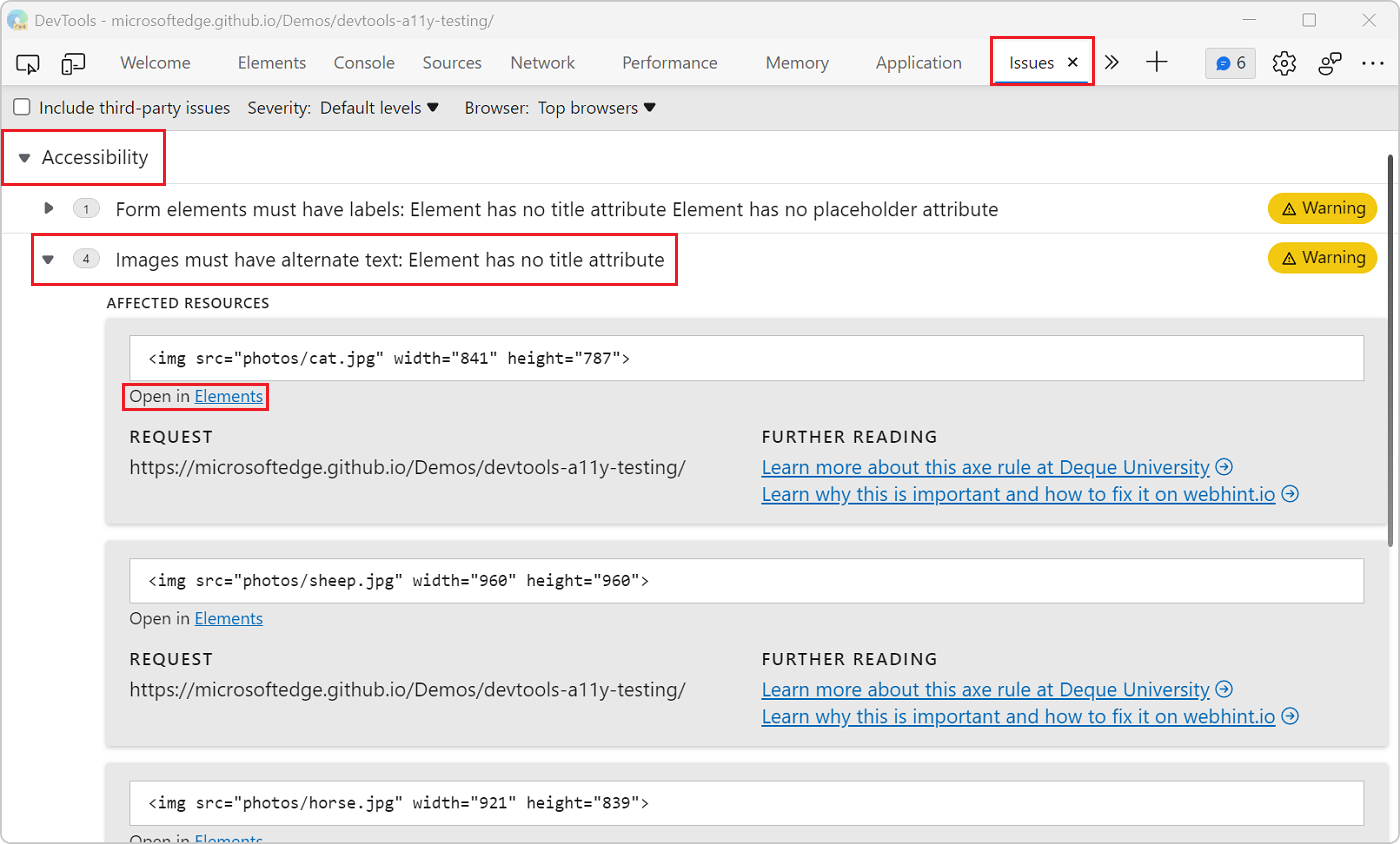 DevTools - microsoftedge.github.io/Demos/devtools-a11y-testing/
Welcome Elements Console Sources Network Performance Memory Application Issues 6
Include third-party issues Severity: Default levels Browser: Top browsers
Accessibility
1 Form elements must have labels: Element has no title attribute Element has no placeholder attribute Warning
4 Images must have alternate text: Element has no title attribute Warning
AFFECTED RESOURCES
<img src="photos/cat.jpg" width="841" height="787">
Open in Elements
REQUEST FURTHER READING
https://microsoftedge.github.io/Demos/devtools-a11y-testing/ Learn more about this axe rule at Deque University
Learn why this is important and how to fix it on webhint.io
<img src="photos/sheep.jpg" width="960" height="960">
Open in Elements
REQUEST FURTHER READING
https://microsoftedge.github.io/Demos/devtools-a11y-testing/ Learn more about this axe rule at Deque University
Learn why this is important and how to fix it on webhint.io
<img src="photos/horse.jpg" width="921" height="839">
Open in Elements